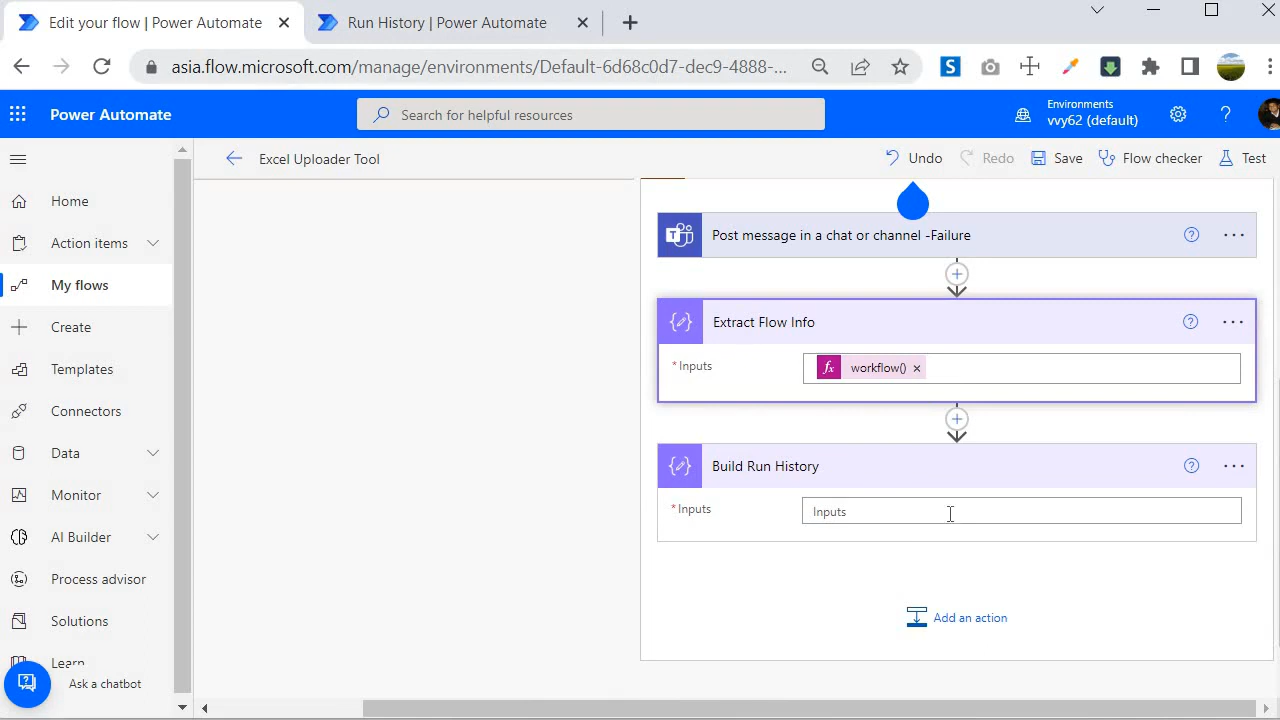 Edit your flow | Power Automate
Run History | Power Automate
asia.flow.microsoft.com/manage/environments/Default-6d68c0d7-dec9-4888-...
S
Power Automate
Search for helpful resources
Environments
vvy62 (default)
Excel Uploader Tool
Undo
Redo
Save
Flow checker
Test
Home
Action items
My flows
Create
Templates
Connectors
Data
Monitor
AI Builder
Process advisor
Solutions
Learn
Ask a chatbot
Post message in a chat or channel -Failure
Extract Flow Info
* Inputs
fx workflow() ×
Build Run History
* Inputs
Inputs
Add an action